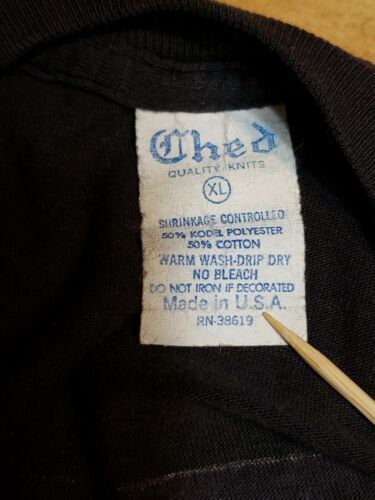 Ched
QUALITY KNITS
XL
SHRINKAGE CONTROLLED
50% KODEL POLYESTER
50% COTTON
WARM WASH-DRIP DRY
NO BLEACH
DO NOT IRON IF DECORATED
Made in U.S.A.
RN-38619